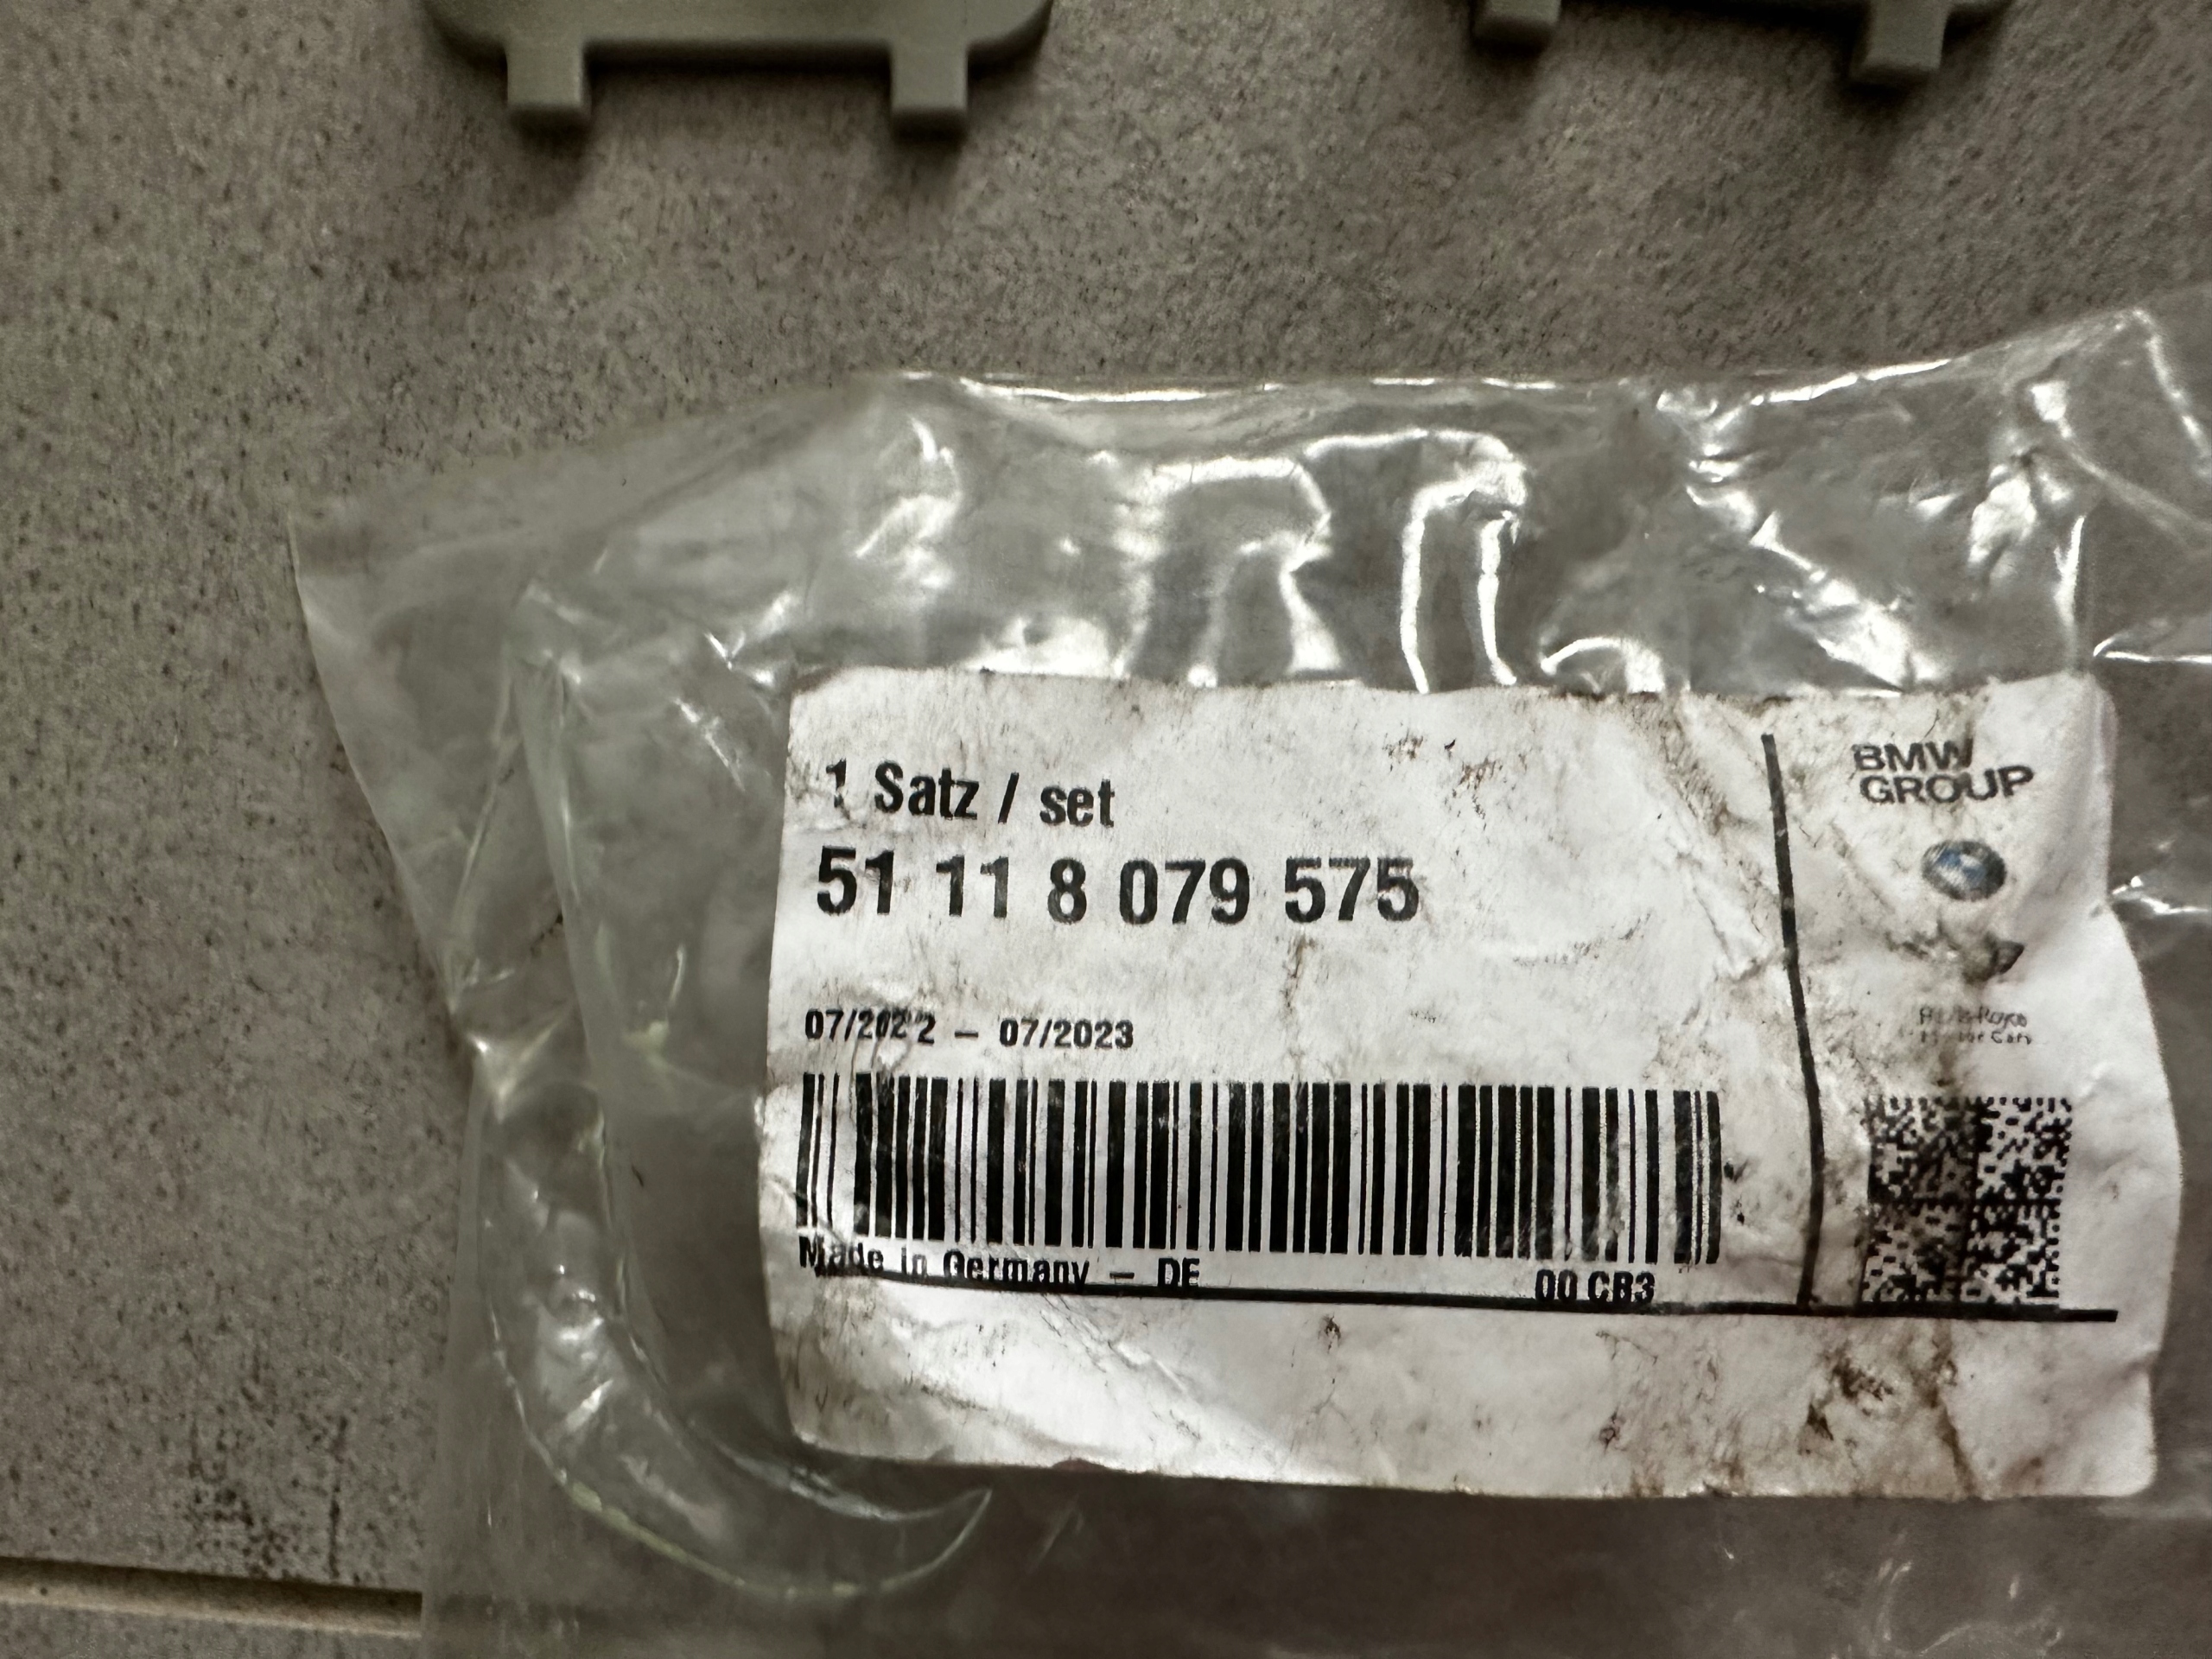 1 Satz / set
51 11 8 079 575
07/2022 – 07/2023
Made in Germany – DE
00 CB3
BMW
GROUP